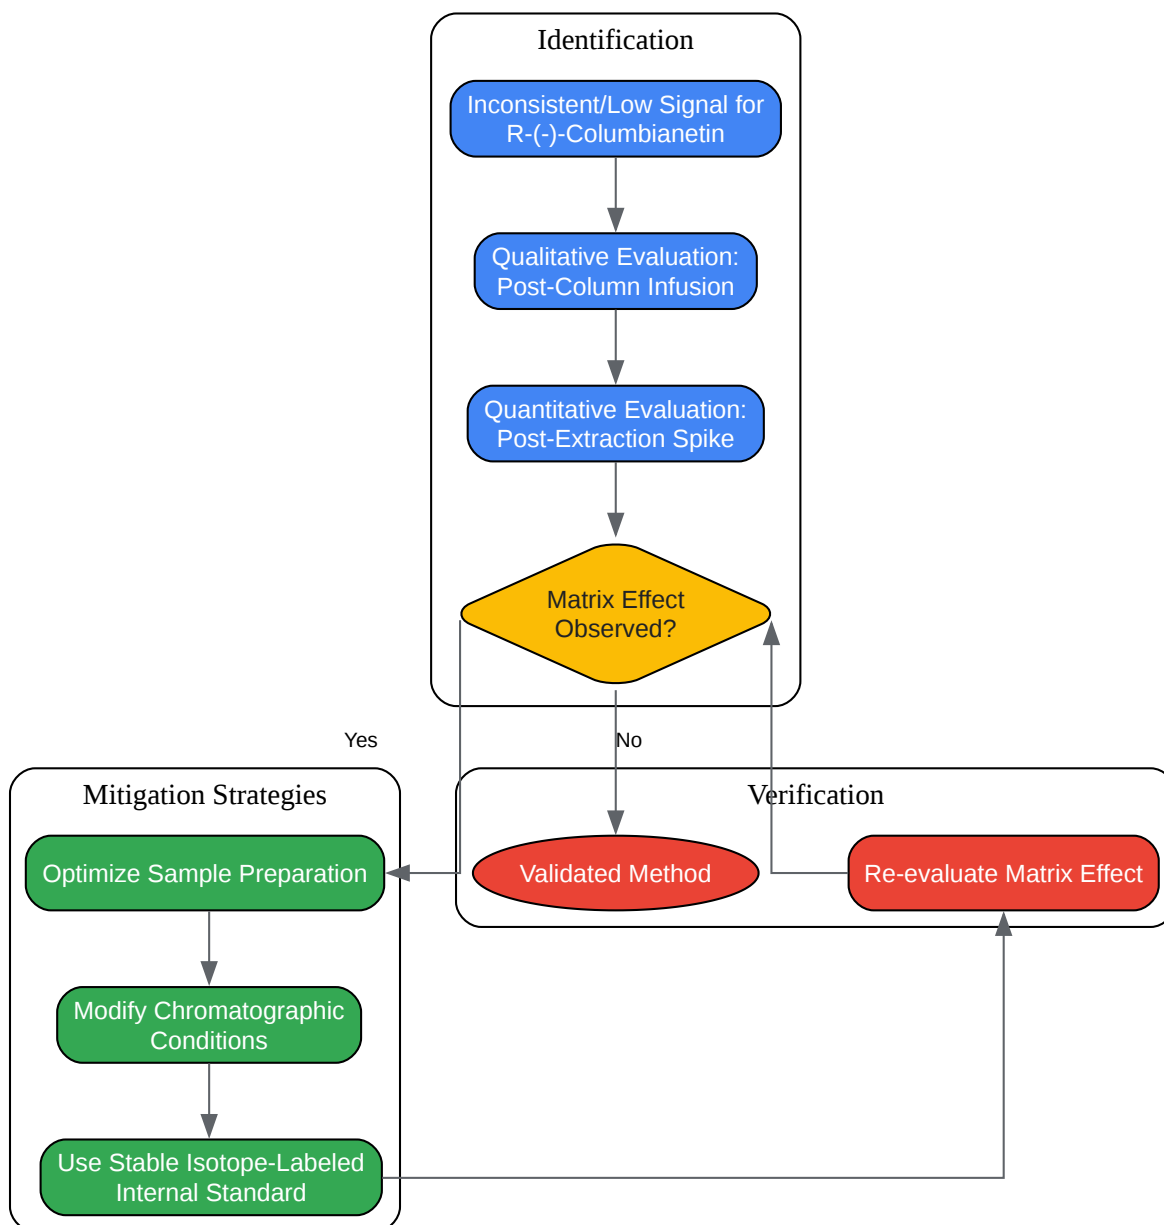 Identification
Inconsistent/Low Signal for
R-(-)-Columbianetin
Qualitative Evaluation:
Post-Column Infusion
Quantitative Evaluation:
Post-Extraction Spike
Matrix Effect
Observed?
Yes
No
Mitigation Strategies
Optimize Sample Preparation
Modify Chromatographic
Conditions
Use Stable Isotope-Labeled
Internal Standard
Verification
Validated Method
Re-evaluate Matrix Effect